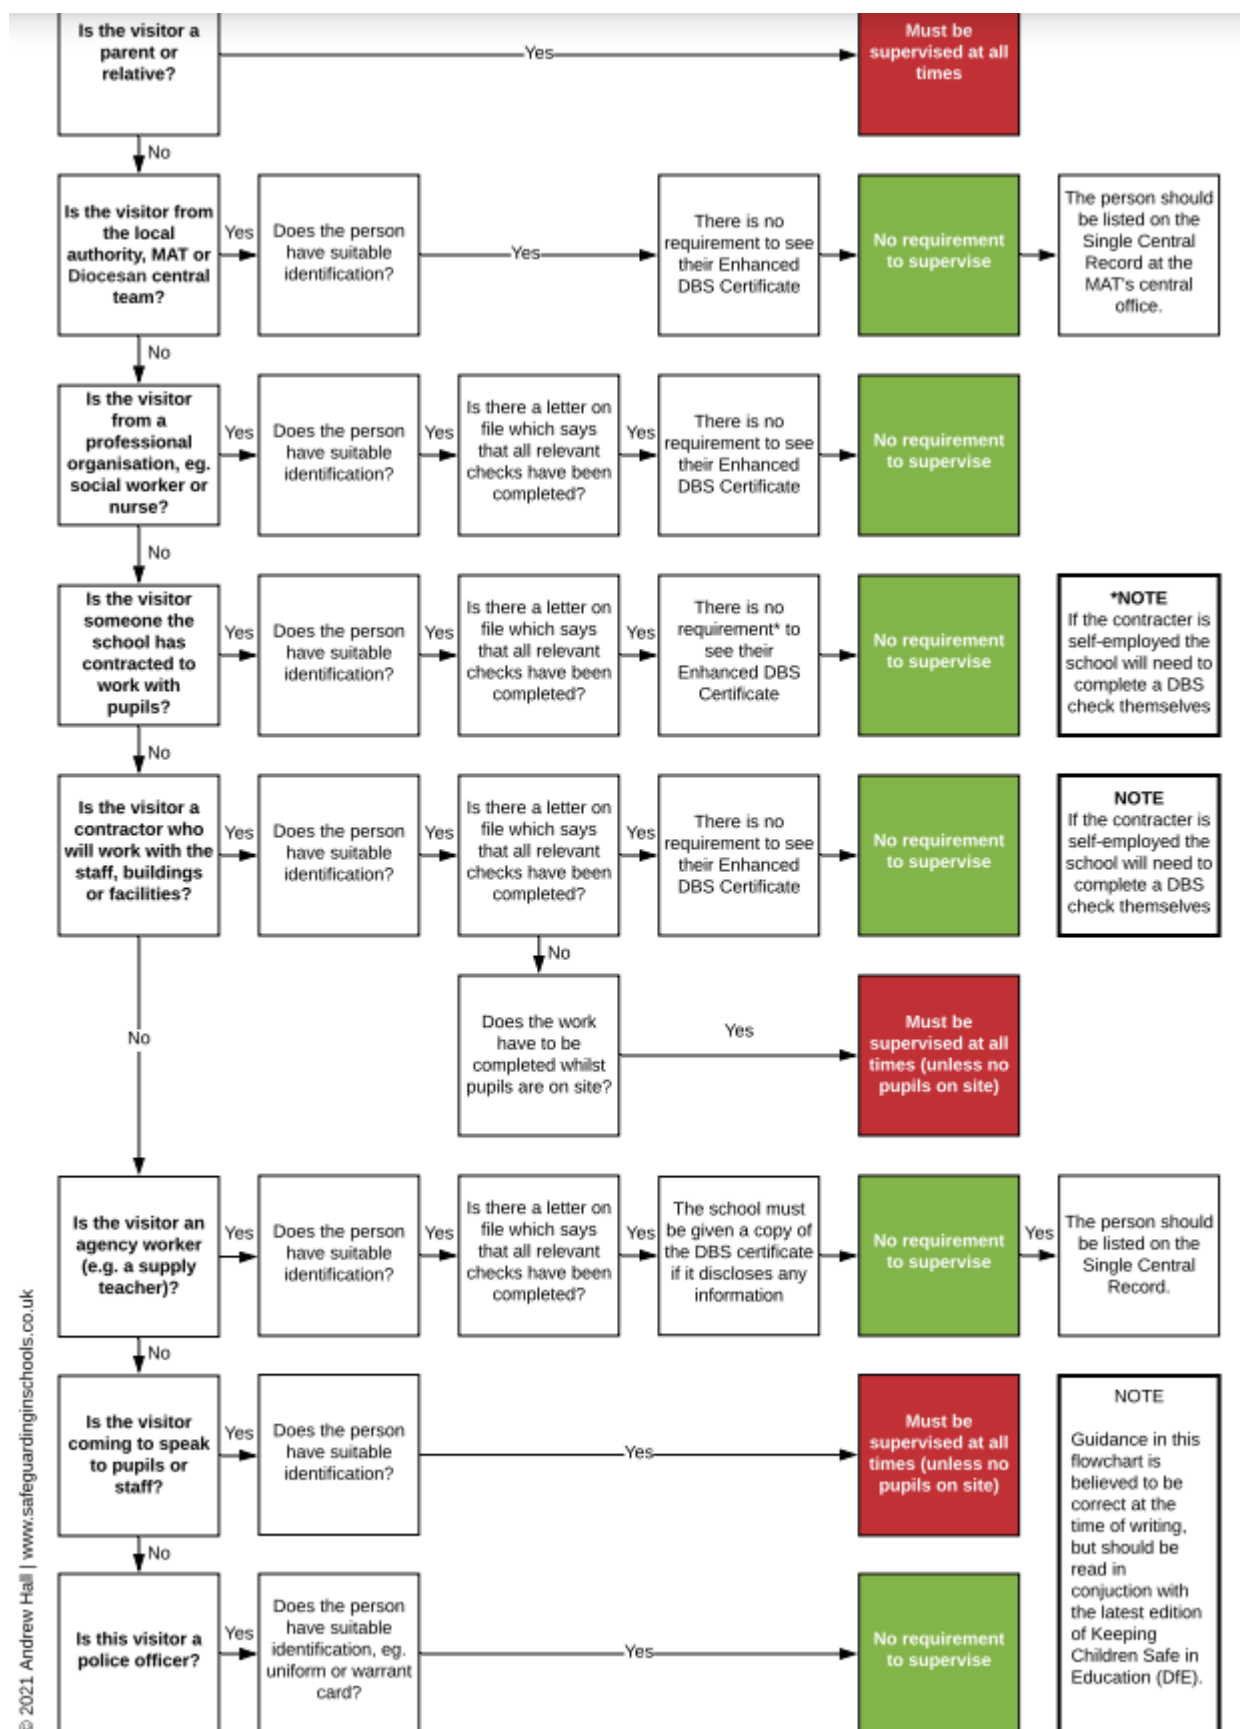 Is the visitor a
parent or
relative?
Yes
Must be
supervised at all
times
No
Is the visitor from
the local
authority, MAT or
Diocesan central
team?
Yes
Does the person
have suitable
identification?
Yes
There is no
requirement to see
their Enhanced
DBS Certificate
No requirement
to supervise
The person should
be listed on the
Single Central
Record at the
MAT's central
office.
No
Is the visitor
from a
professional
organisation, eg.
social worker or
nurse?
Yes
Does the person
have suitable
identification?
Yes
Is there a letter on
file which says
that all relevant
checks have been
completed?
Yes
There is no
requirement to see
their Enhanced
DBS Certificate
No requirement
to supervise
No
Is the visitor
someone the
school has
contracted to
work with
pupils?
Yes
Does the person
have suitable
identification?
Yes
Is there a letter on
file which says
that all relevant
checks have been
completed?
Yes
There is no
requirement* to
see their
Enhanced DBS
Certificate
No requirement
to supervise
*NOTE
If the contracter is
self-employed the
school will need to
complete a DBS
check themselves
No
Is the visitor a
contractor who
will work with the
staff, buildings
or facilities?
Yes
Does the person
have suitable
identification?
Yes
Is there a letter on
file which says
that all relevant
checks have been
completed?
Yes
There is no
requirement to see
their Enhanced
DBS Certificate
No requirement
to supervise
NOTE
If the contracter is
self-employed the
school will need to
complete a DBS
check themselves
No
Does the work
have to be
completed whilst
pupils are on site?
Yes
Must be
supervised at all
times (unless no
pupils on site)
No
Is the visitor an
agency worker
(e.g. a supply
teacher)?
Yes
Does the person
have suitable
identification?
Yes
Is there a letter on
file which says
that all relevant
checks have been
completed?
Yes
The school must
be given a copy of
the DBS certificate
if it discloses any
information
No requirement
to supervise
Yes
The person should
be listed on the
Single Central
Record.
No
Is the visitor
coming to speak
to pupils or
staff?
Yes
Does the person
have suitable
identification?
Yes
Must be
supervised at all
times (unless no
pupils on site)
NOTE
Guidance in this
flowchart is
believed to be
correct at the
time of writing,
but should be
read in
conjuction with
the latest edition
of Keeping
Children Safe in
Education (DfE).
No
Is this visitor a
police officer?
Yes
Does the person
have suitable
identification, eg.
uniform or warrant
card?
Yes
No requirement
to supervise
© 2021 Andrew Hall | www.safeguardinginschools.co.uk